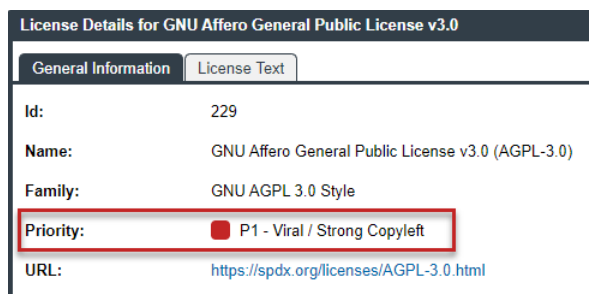 License Details for GNU Affero General Public License v3.0
General Information License Text
Id: 229
Name: GNU Affero General Public License v3.0 (AGPL-3.0)
Family: GNU AGPL 3.0 Style
Priority: P1 - Viral / Strong Copyleft
URL: https://spdx.org/licenses/AGPL-3.0.html